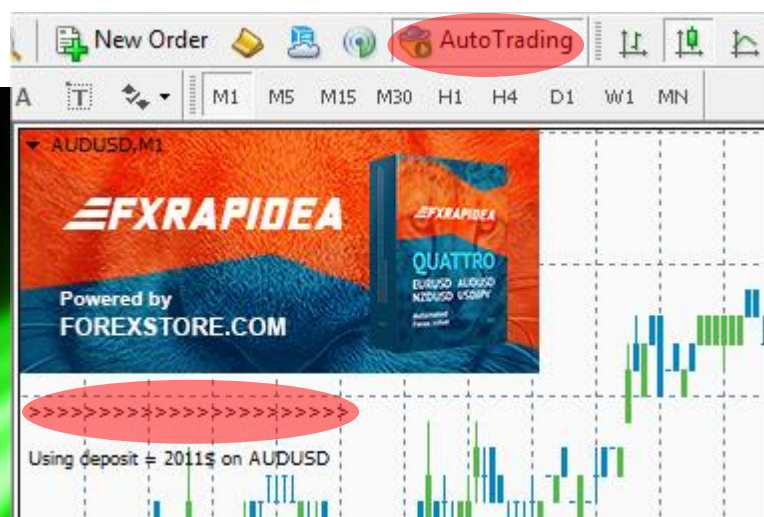 New Order
AutoTrading
A T M1 M5 M15 M30 H1 H4 D1 W1 MN
AUDUSD,M1
FXRAPIDEA
Powered by
FOREXSTORE.COM
FXRAPIDEA
QUATTRO
EURUSD AUDUSD
NZDUSD USDJPY
>>>>>>>>>>>>>>>>>>>>>>>
Using deposit = 2011$ on AUDUSD